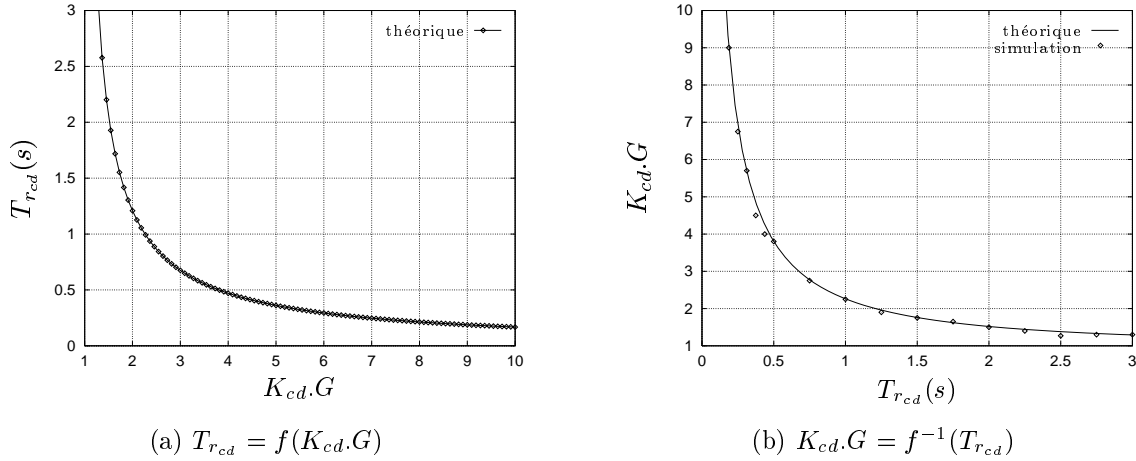 3
2.5
2
1.5
1
0.5
0
1 2 3 4 5 6 7 8 9 10
T_{r_{cd}}(s)
K_{cd}.G
théorique
(a) T_{r_{cd}} = f(K_{cd}.G)
10
9
8
7
6
5
4
3
2
1
0 0.5 1 1.5 2 2.5 3
K_{cd}.G
T_{r_{cd}}(s)
théorique
simulation
(b) K_{cd}.G = f^{-1}(T_{r_{cd}})